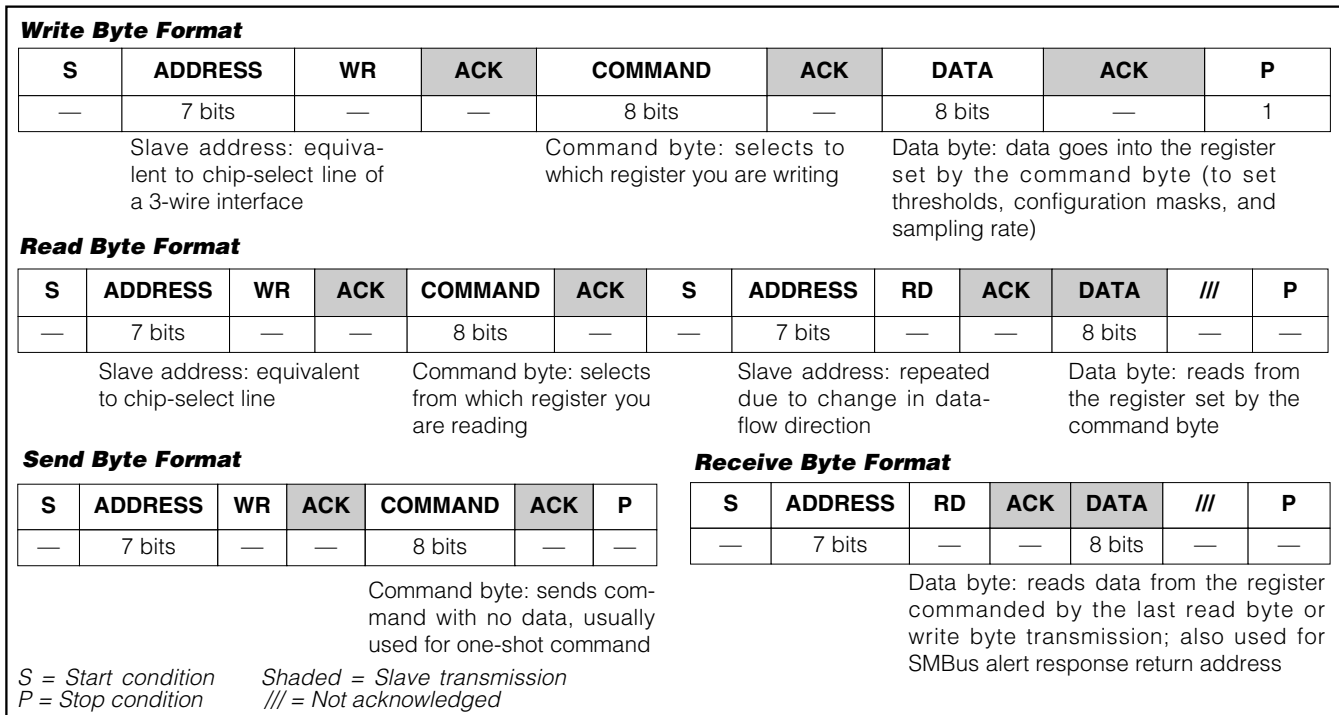 Write Byte Format
S ADDRESS WR ACK COMMAND ACK DATA ACK P
— 7 bits — — 8 bits — 8 bits — 1
Slave address: equiva-
lent to chip-select line of
a 3-wire interface
Command byte: selects to
which register you are writing
Data byte: data goes into the register
set by the command byte (to set
thresholds, configuration masks, and
sampling rate)
Read Byte Format
S ADDRESS WR ACK COMMAND ACK S ADDRESS RD ACK DATA /// P
— 7 bits — — 8 bits — — 7 bits — — 8 bits — —
Slave address: equivalent
to chip-select line
Command byte: selects
from which register you
are reading
Slave address: repeated
due to change in data-
flow direction
Data byte: reads from
the register set by the
command byte
Send Byte Format
S ADDRESS WR ACK COMMAND ACK P
— 7 bits — — 8 bits — —
Command byte: sends com-
mand with no data, usually
used for one-shot command
Receive Byte Format
S ADDRESS RD ACK DATA /// P
— 7 bits — — 8 bits — —
Data byte: reads data from the register
commanded by the last read byte or
write byte transmission; also used for
SMBus alert response return address
S = Start condition Shaded = Slave transmission
P = Stop condition /// = Not acknowledged